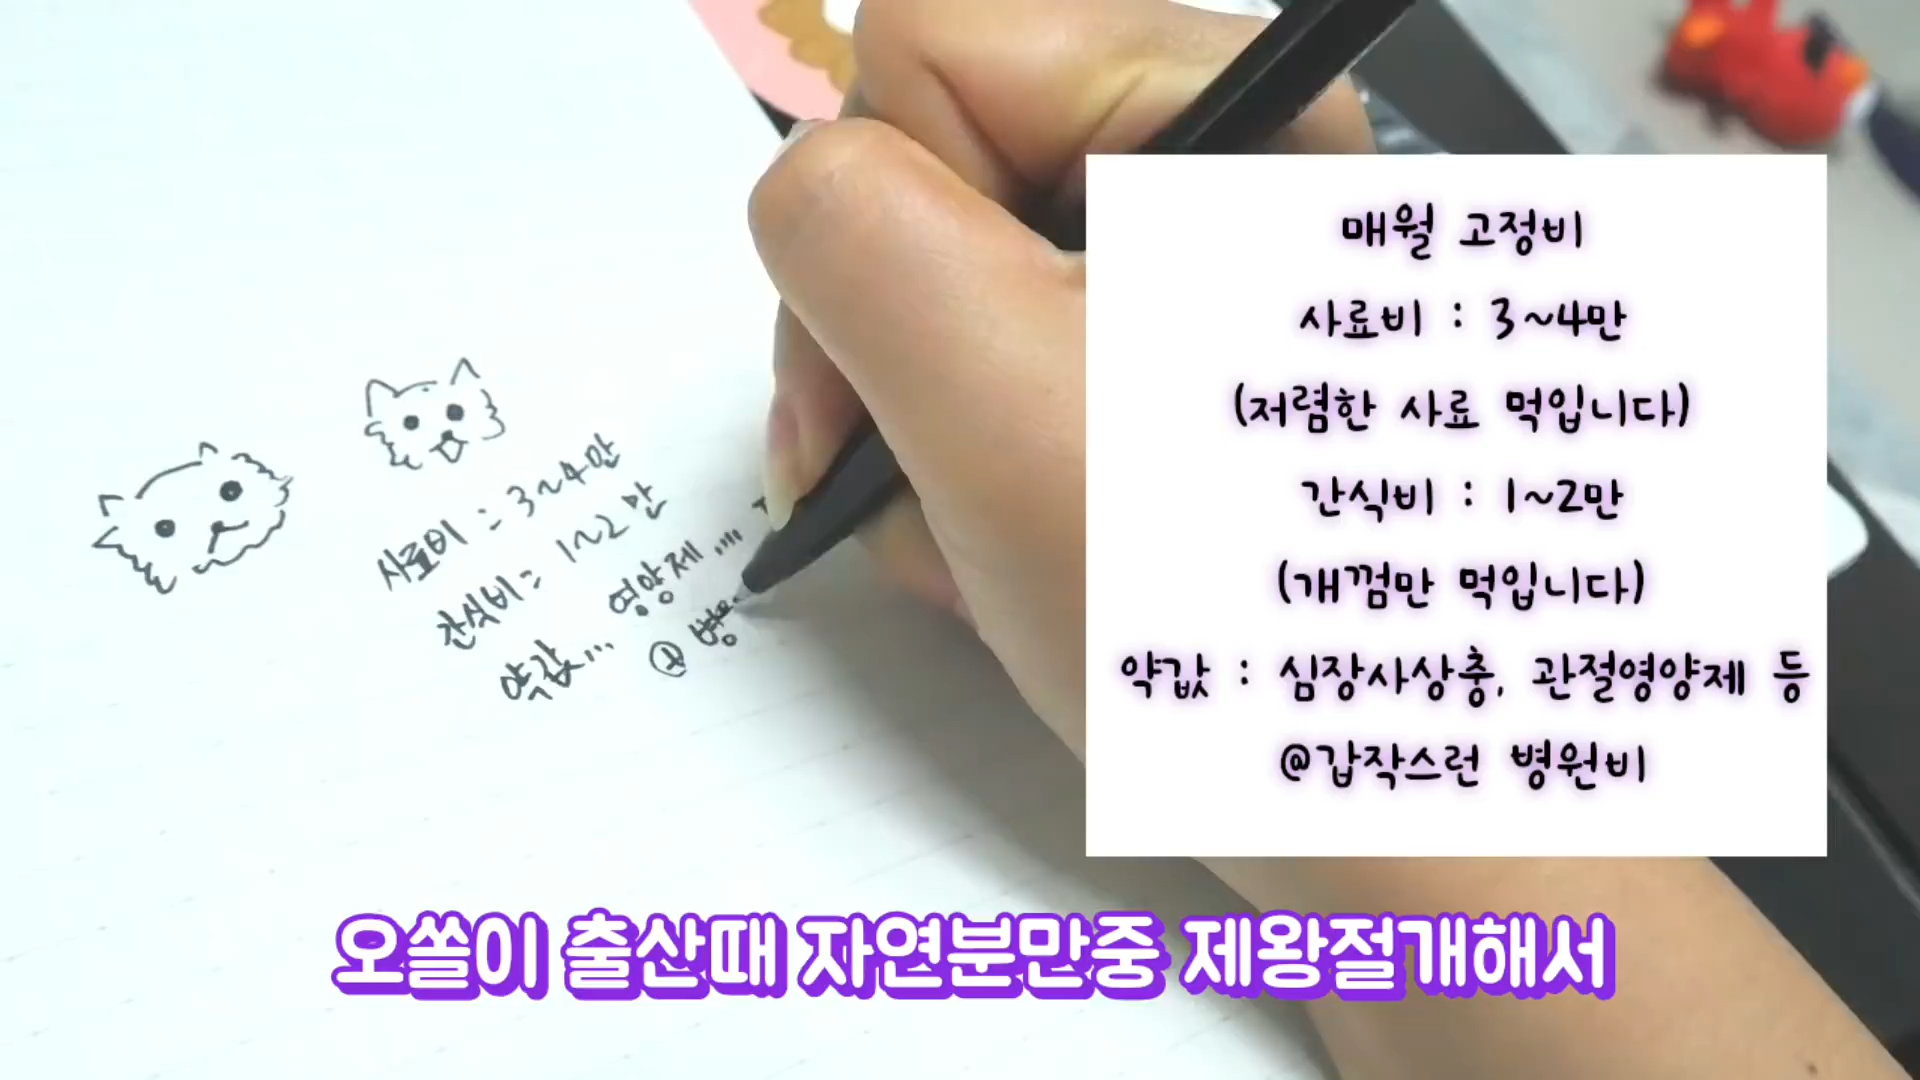 사료비 : 3~4만
간식비 : 1~2만
약값... 영양제....
매월 고정비
사료비 : 3~4만
(저렴한 사료 먹입니다)
간식비 : 1~2만
(개껌만 먹입니다)
약값 : 심장사상충, 관절영양제 등
@갑작스런 병원비
오쏠이 출산때 자연분만중 제왕절개해서